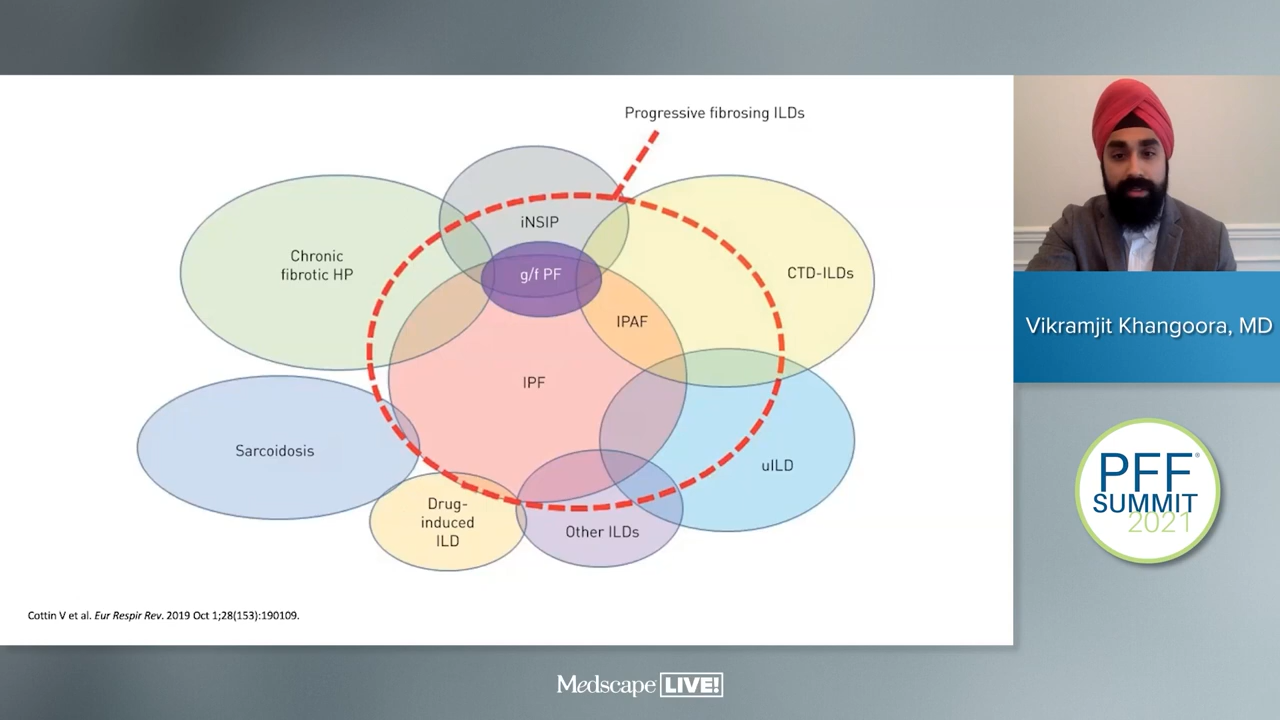 Progressive fibrosing ILDs
iNSIP
Chronic
fibrotic HP
g/f PF
CTD-ILDs
IPAF
IPF
Sarcoidosis
uILD
Drug-
induced
ILD
Other ILDs
Cottin V et al. Eur Respir Rev. 2019 Oct 1;28(153):190109.
Vikramjit Khangoora, MD
PFF®
SUMMIT
2021
Medscape LIVE!